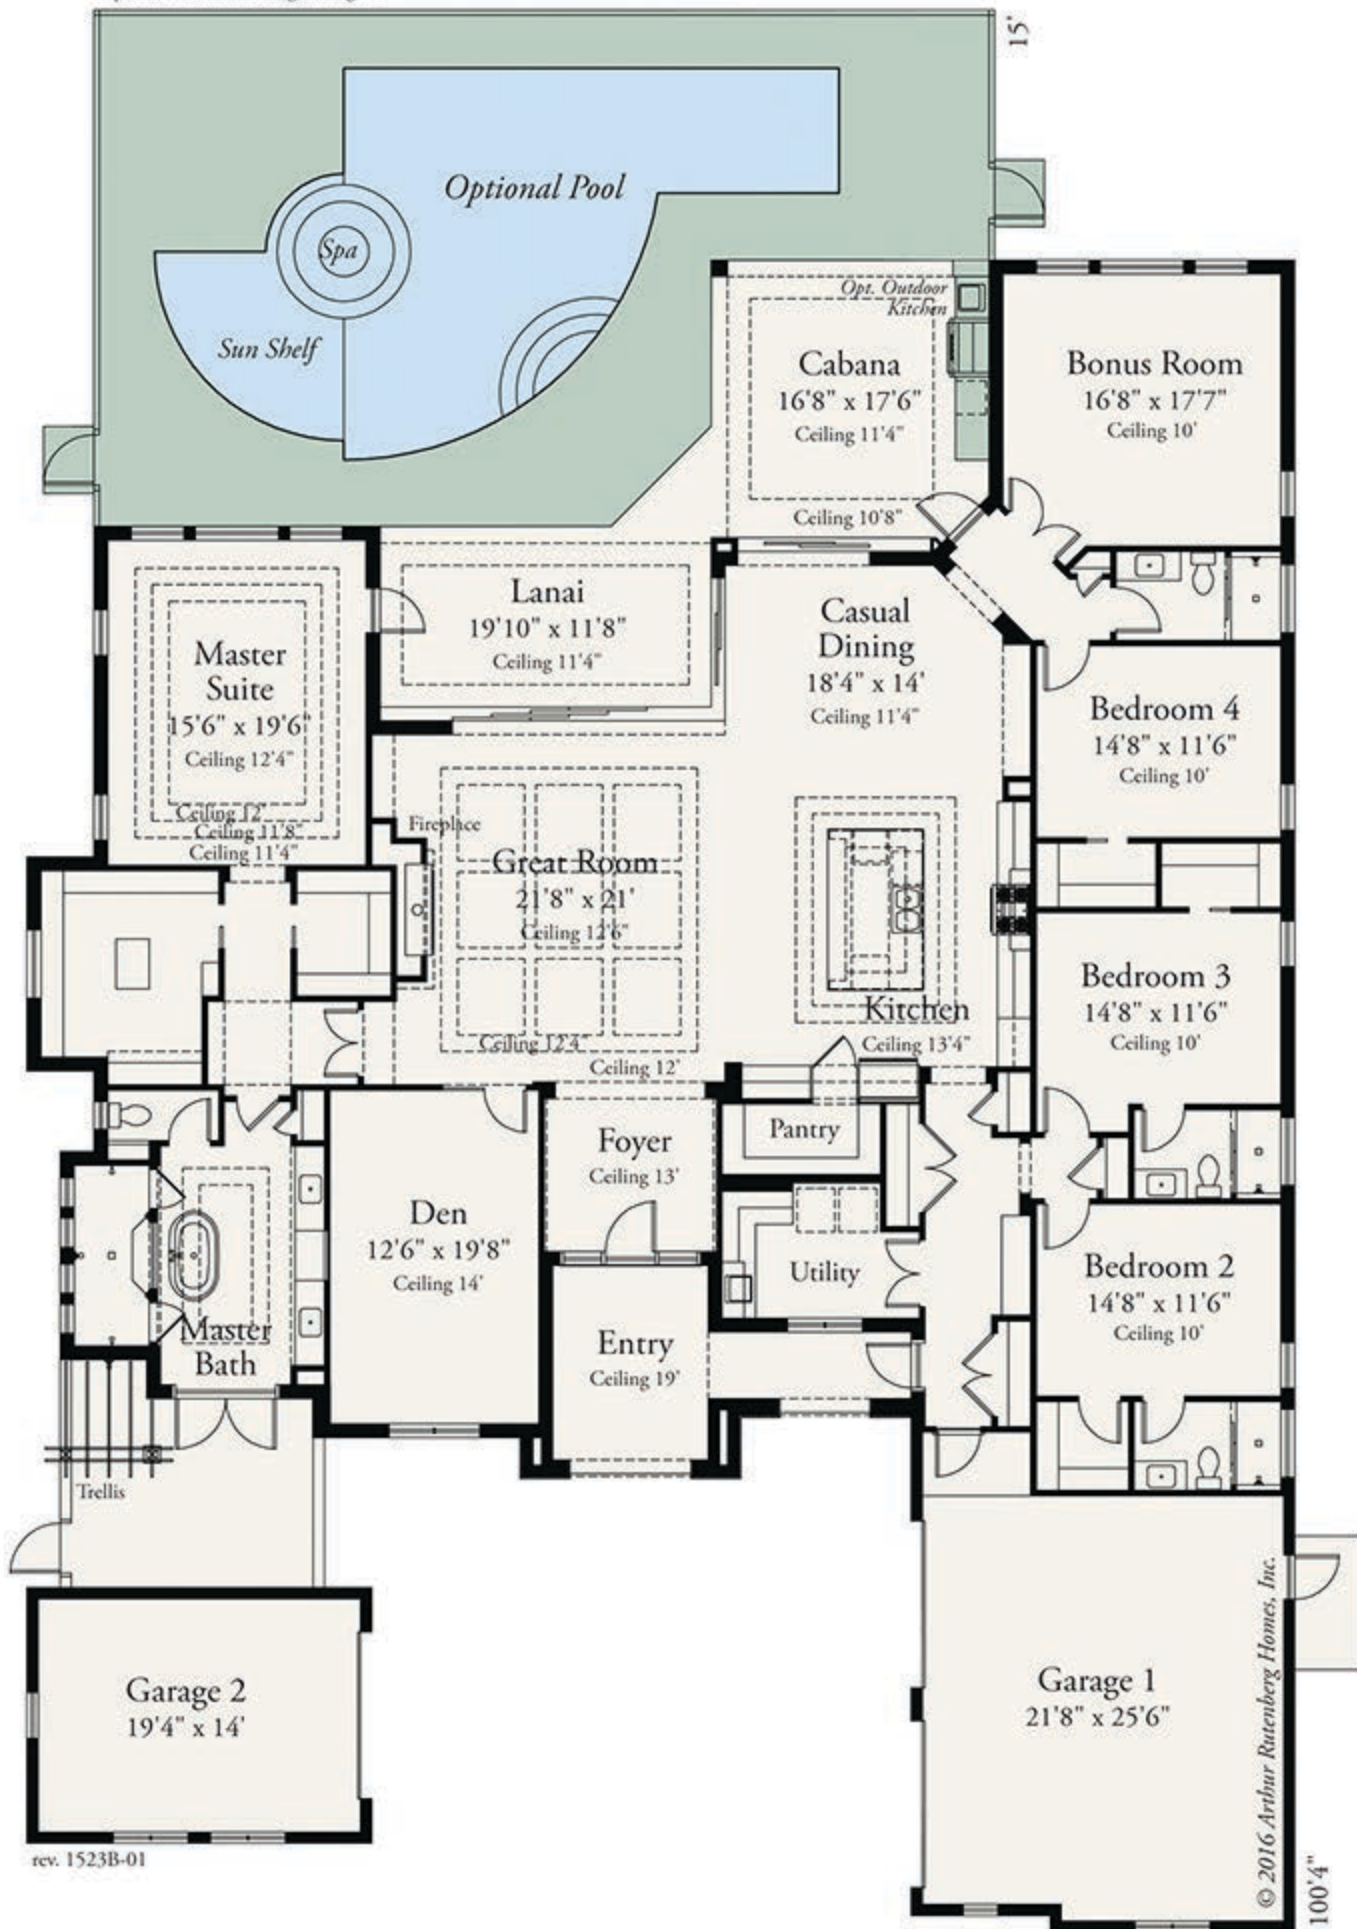 15'
Optional Pool
Spa
Sun Shelf
Opt. Outdoor
Kitchen
Cabana
16'8" x 17'6"
Ceiling 11'4"
Ceiling 10'8"
Bonus Room
16'8" x 17'7"
Ceiling 10'
Lanai
19'10" x 11'8"
Ceiling 11'4"
Casual
Dining
18'4" x 14'
Ceiling 11'4"
Master
Suite
15'6" x 19'6"
Ceiling 12'4"
Ceiling 12'
Ceiling 11'8"
Ceiling 11'4"
Bedroom 4
14'8" x 11'6"
Ceiling 10'
Fireplace
Great Room
21'8" x 21'
Ceiling 12'6"
Ceiling 12'4"
Ceiling 12'
Kitchen
Ceiling 13'4"
Bedroom 3
14'8" x 11'6"
Ceiling 10'
Foyer
Ceiling 13'
Pantry
Den
12'6" x 19'8"
Ceiling 14'
Utility
Bedroom 2
14'8" x 11'6"
Ceiling 10'
Master
Bath
Entry
Ceiling 19'
Trellis
Garage 2
19'4" x 14'
Garage 1
21'8" x 25'6"
© 2016 Arthur Rutenberg Homes, Inc.
rev. 1523B-01
100'4"